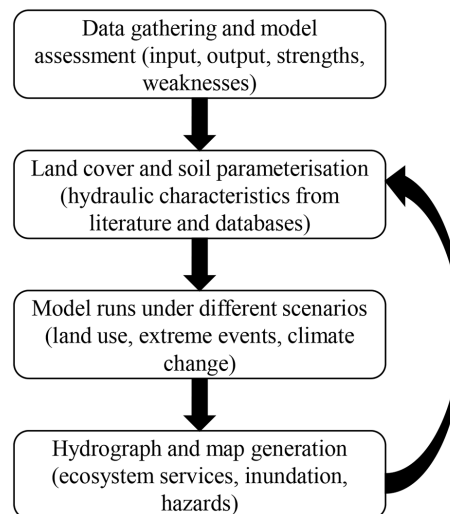 Data gathering and model
assessment (input, output, strengths,
weaknesses)
Land cover and soil parameterisation
(hydraulic characteristics from
literature and databases)
Model runs under different scenarios
(land use, extreme events, climate
change)
Hydrograph and map generation
(ecosystem services, inundation,
hazards)